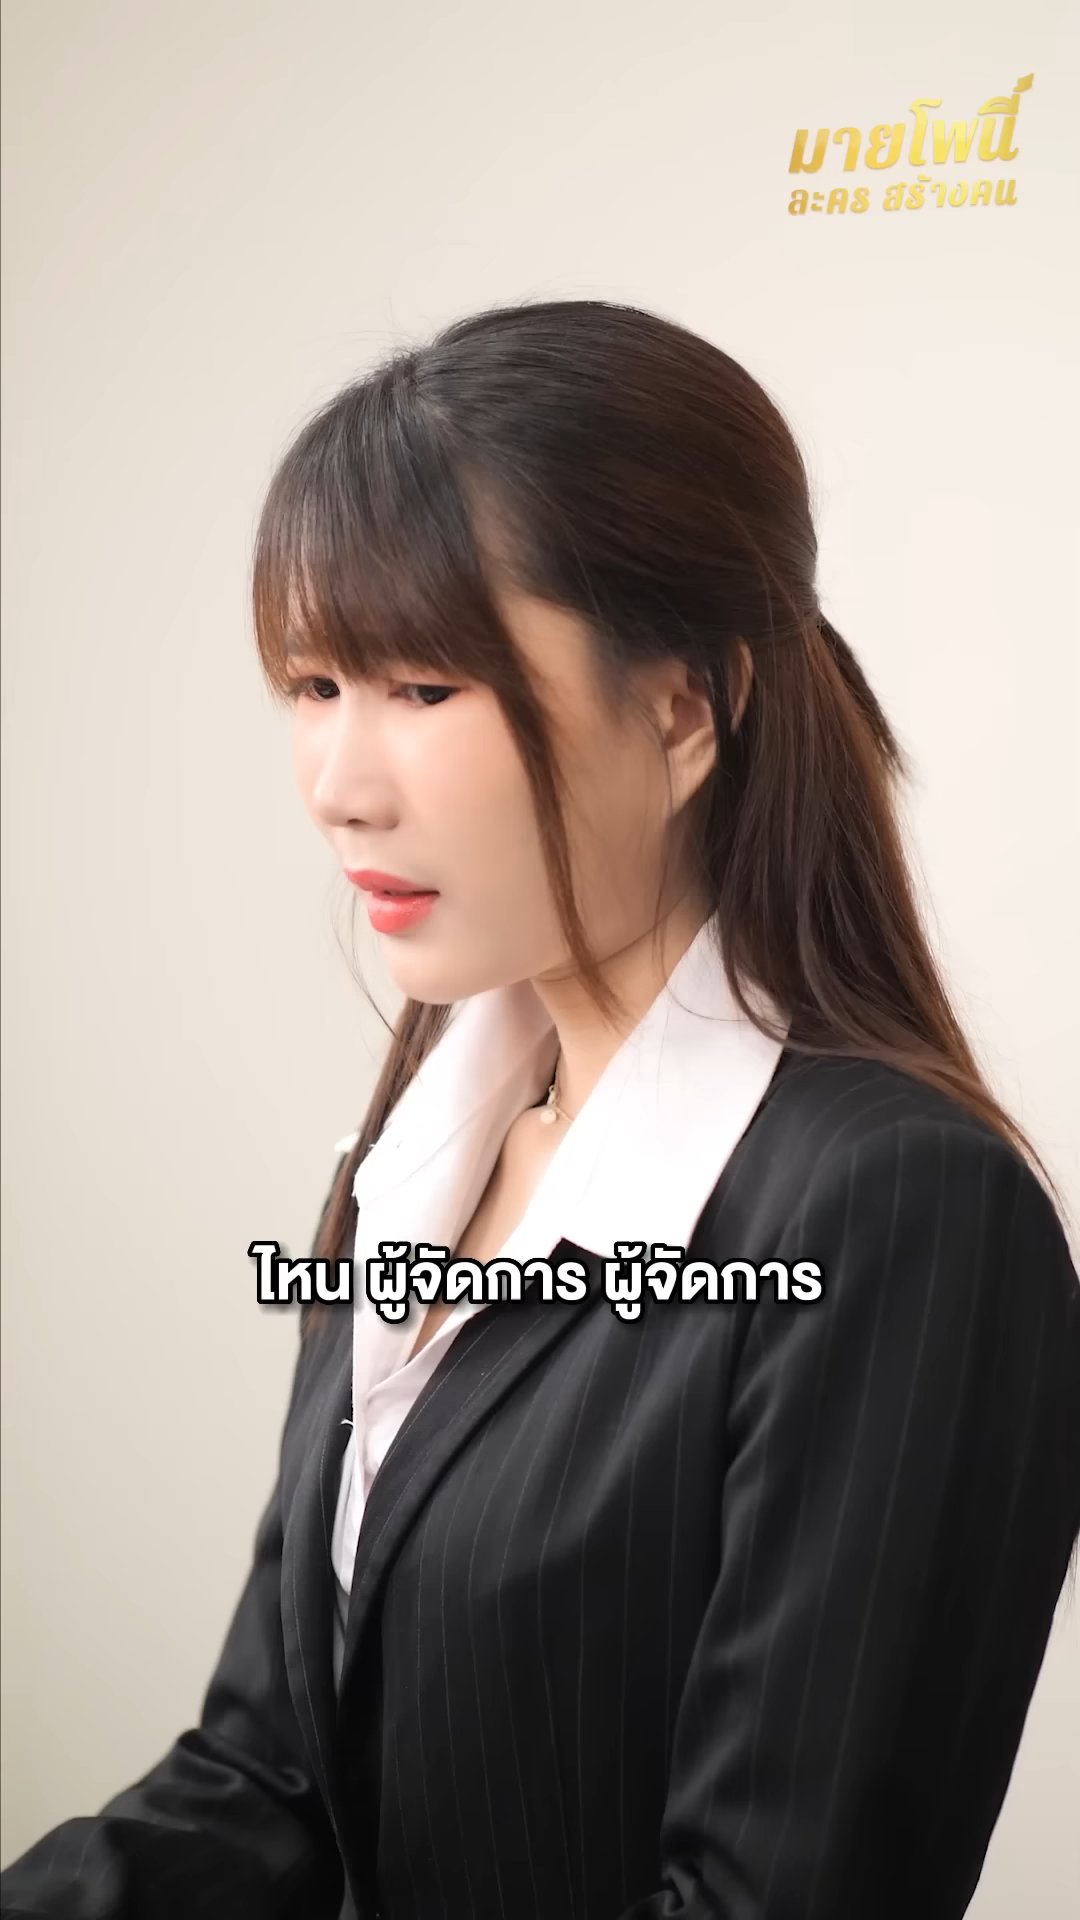 มายโพนี้
ละคร สร้างคน
ไหน ผู้จัดการ ผู้จัดการ